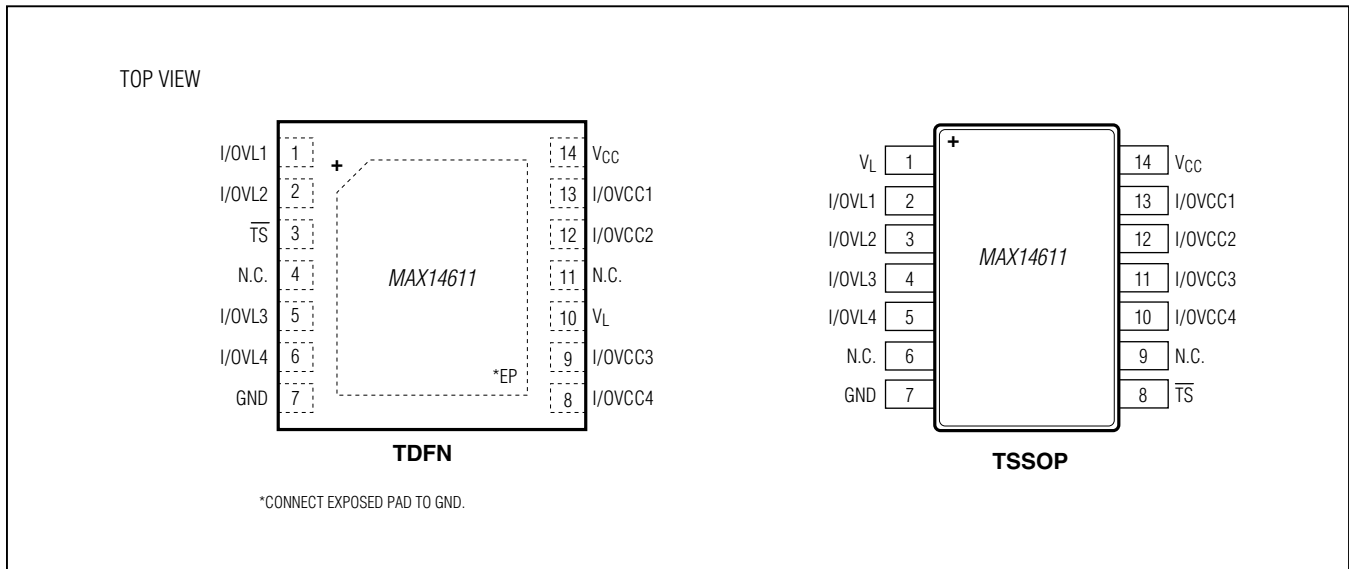 TOP VIEW
I/OVL1 1
I/OVL2 2
T̅S̅ 3
N.C. 4
I/OVL3 5
I/OVL4 6
GND 7
+
MAX14611
*EP
14 VCC
13 I/OVCC1
12 I/OVCC2
11 N.C.
10 VL
9 I/OVCC3
8 I/OVCC4
TDFN
*CONNECT EXPOSED PAD TO GND.
VL 1
I/OVL1 2
I/OVL2 3
I/OVL3 4
I/OVL4 5
N.C. 6
GND 7
+
MAX14611
14 VCC
13 I/OVCC1
12 I/OVCC2
11 I/OVCC3
10 I/OVCC4
9 N.C.
8 T̅S̅
TSSOP